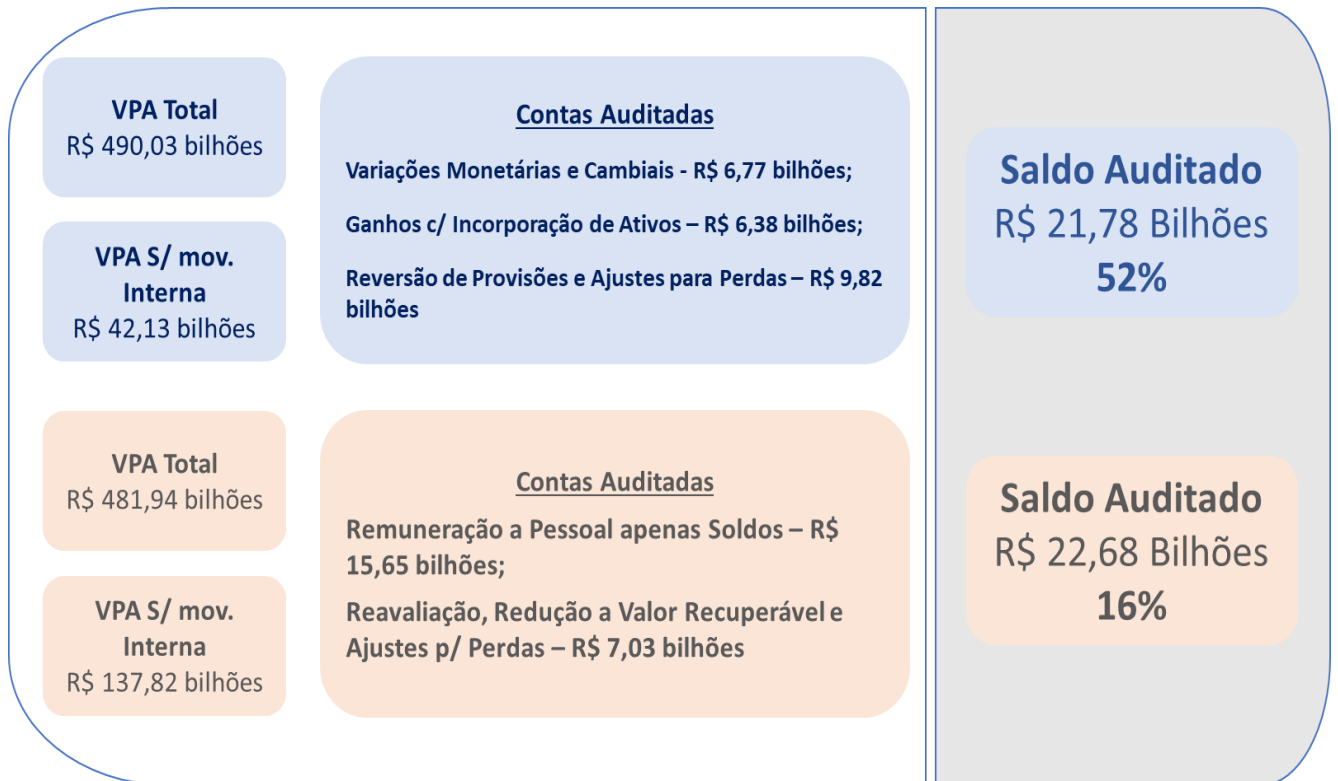 VPA Total
R$ 490,03 bilhões
VPA S/ mov.
Interna
R$ 42,13 bilhões
Contas Auditadas
Variações Monetárias e Cambiais - R$ 6,77 bilhões;
Ganhos c/ Incorporação de Ativos – R$ 6,38 bilhões;
Reversão de Provisões e Ajustes para Perdas – R$ 9,82
bilhões
Saldo Auditado
R$ 21,78 Bilhões
52%
VPA Total
R$ 481,94 bilhões
VPA S/ mov.
Interna
R$ 137,82 bilhões
Contas Auditadas
Remuneração a Pessoal apenas Soldos – R$
15,65 bilhões;
Reavaliação, Redução a Valor Recuperável e
Ajustes p/ Perdas – R$ 7,03 bilhões
Saldo Auditado
R$ 22,68 Bilhões
16%